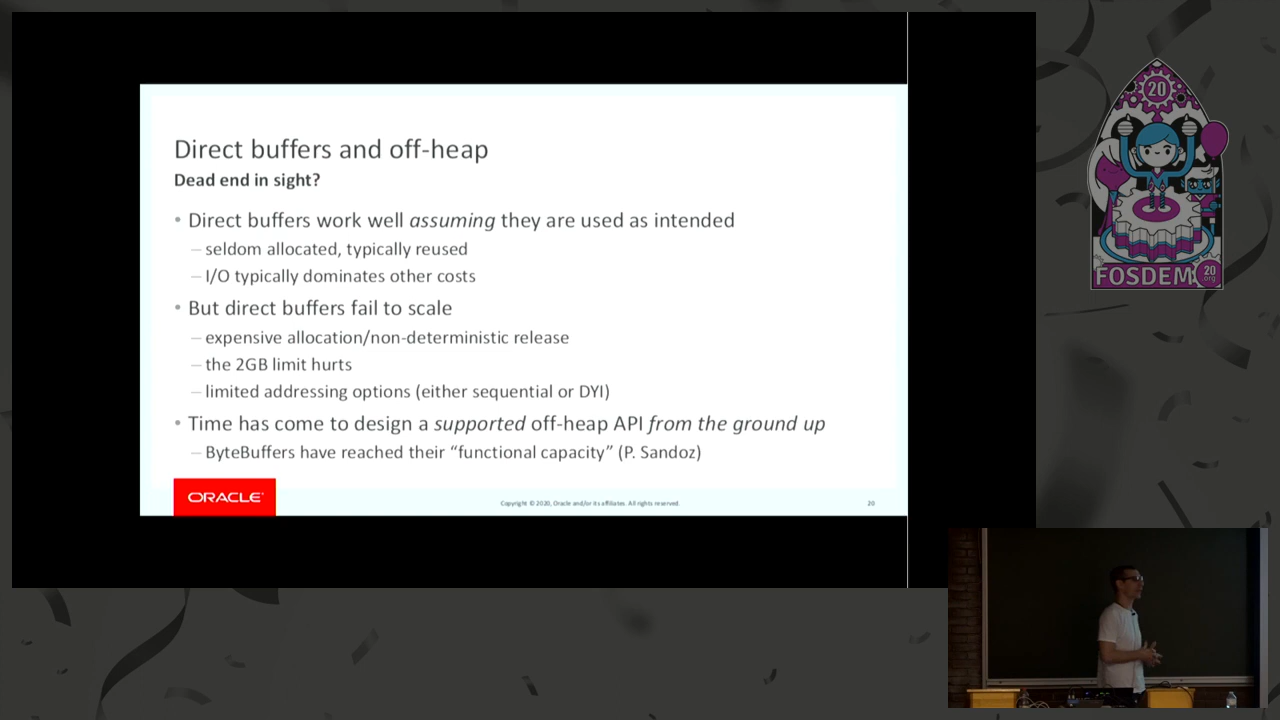 Direct buffers and off-heap
Dead end in sight?
• Direct buffers work well assuming they are used as intended
– seldom allocated, typically reused
– I/O typically dominates other costs
• But direct buffers fail to scale
– expensive allocation/non-deterministic release
– the 2GB limit hurts
– limited addressing options (either sequential or DYI)
• Time has come to design a supported off-heap API from the ground up
– ByteBuffers have reached their “functional capacity” (P. Sandoz)
ORACLE
Copyright © 2020, Oracle and/or its affiliates. All rights reserved.
20
20
FOSDEM
20
.org